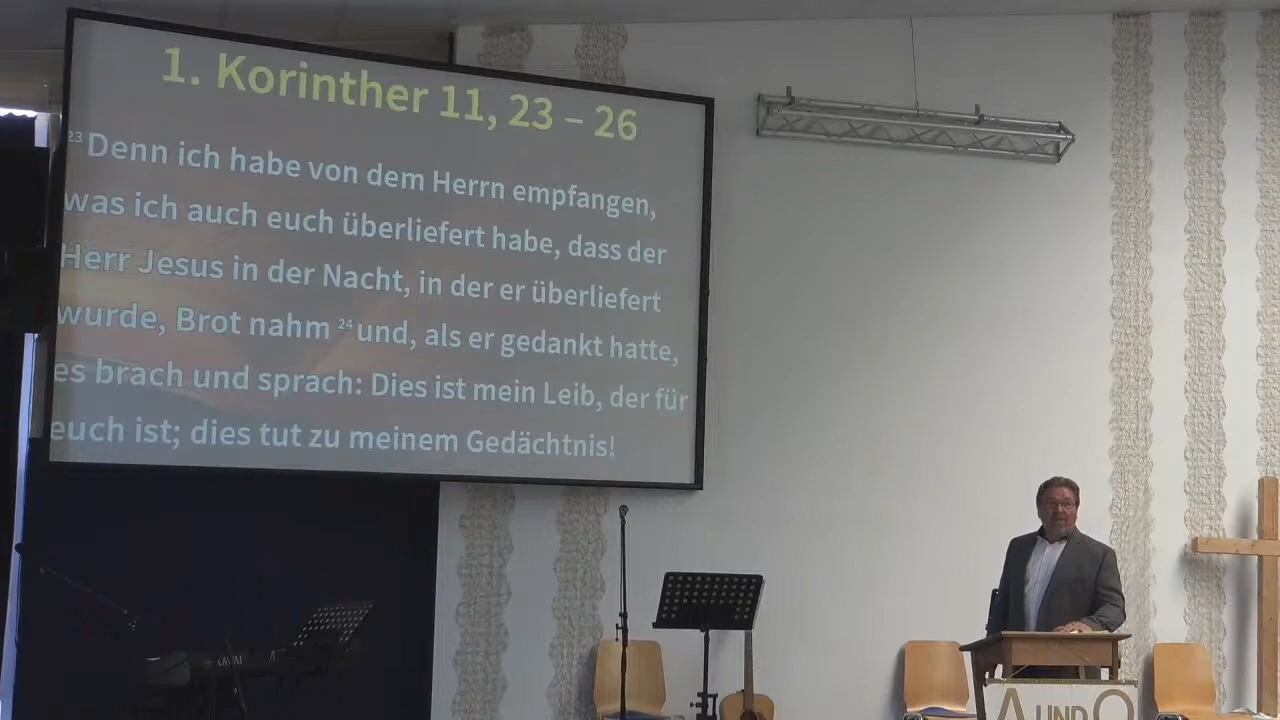 1. Korinther 11, 23 – 26
23 Denn ich habe von dem Herrn empfangen,
was ich auch euch überliefert habe, dass der
Herr Jesus in der Nacht, in der er überliefert
wurde, Brot nahm 24 und, als er gedankt hatte,
es brach und sprach: Dies ist mein Leib, der für
euch ist; dies tut zu meinem Gedächtnis!
KAWAI
A UND O